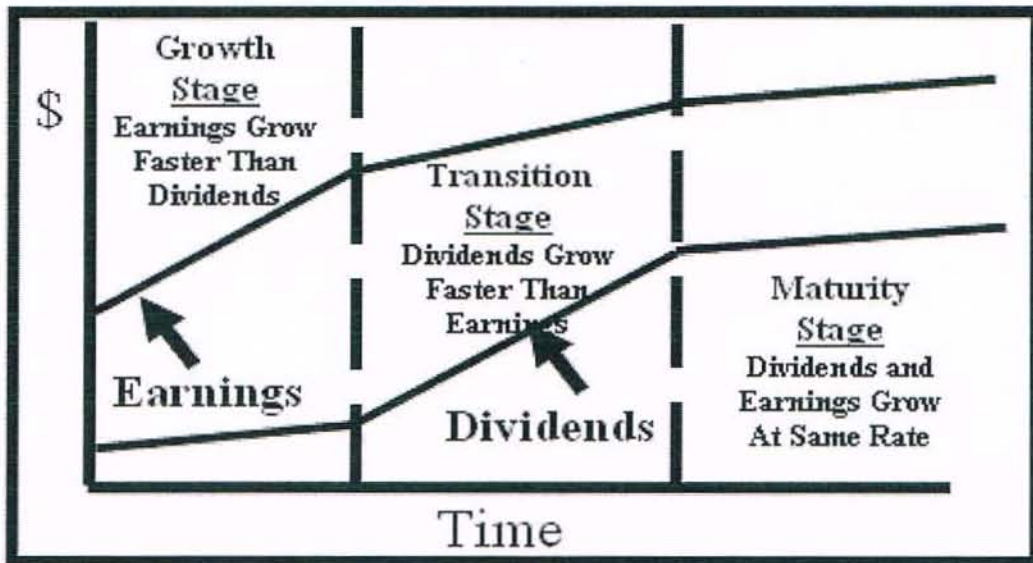 $
Growth
Stage
Earnings Grow
Faster Than
Dividends
Earnings
Transition
Stage
Dividends Grow
Faster Than
Earnings
Dividends
Maturity
Stage
Dividends and
Earnings Grow
At Same Rate
Time